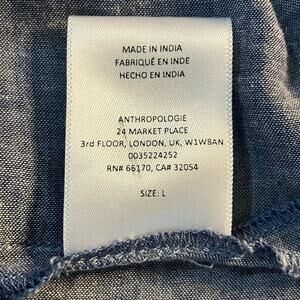 MADE IN INDIA
FABRIQUÉ EN INDE
HECHO EN INDIA
ANTHROPOLOGIE
24 MARKET PLACE
3rd FLOOR, LONDON, UK, W1W8AN
0035224252
RN# 66170, CA# 32054
SIZE: L